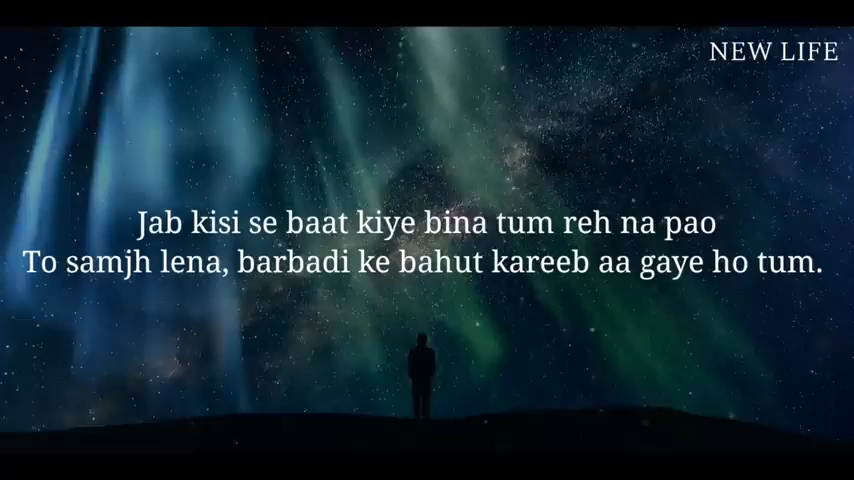 NEW LIFE
Jab kisi se baat kiye bina tum reh na pao
To samjh lena, barbadi ke bahut kareeb aa gaye ho tum.